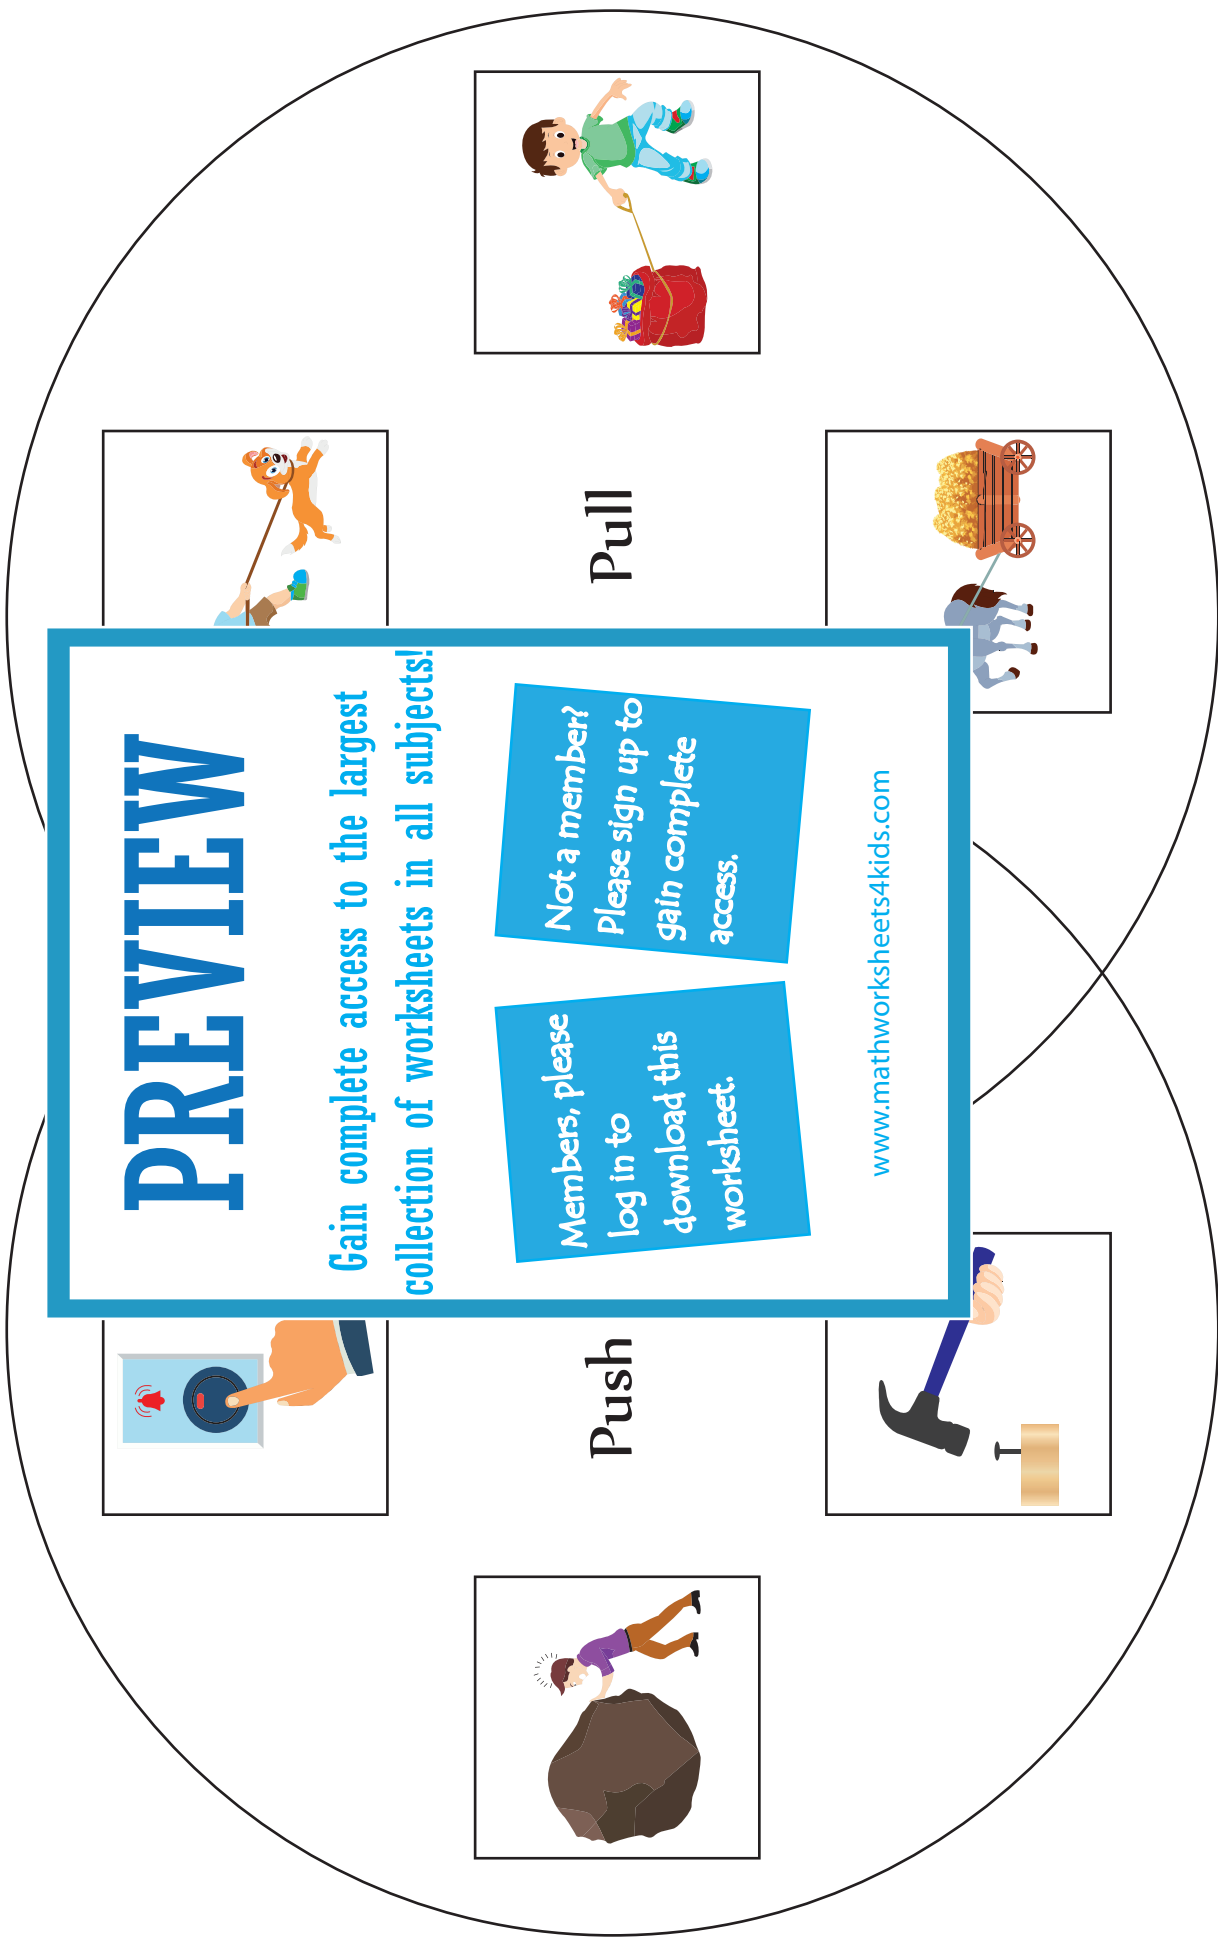 Push
Pull
PREVIEW
Gain complete access to the largest
collection of worksheets in all subjects!
Members, please
log in to
download this
worksheet.
Not a member?
Please sign up to
gain complete
access.
www.mathworksheets4kids.com